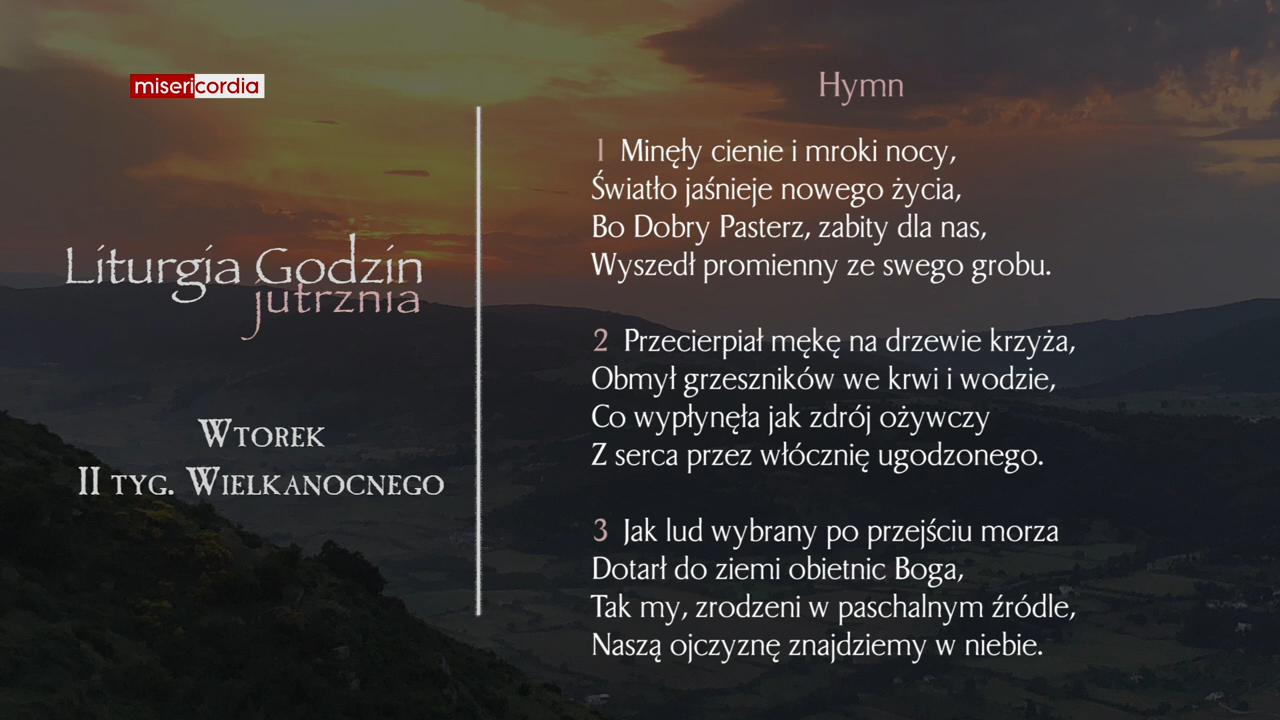 misericordia
Liturgia Godzin
jutrznia
Wtorek
II tyg. Wielkanocnego
Hymn
1 Minęły cienie i mroki nocy,
Światło jaśnieje nowego życia,
Bo Dobry Pasterz, zabity dla nas,
Wyszedł promienny ze swego grobu.
2 Przecierpiał mękę na drzewie krzyża,
Obmył grzeszników we krwi i wodzie,
Co wypłynęła jak zdrój ożywczy
Z serca przez włócznię ugodzonego.
3 Jak lud wybrany po przejściu morza
Dotarł do ziemi obietnic Boga,
Tak my, zrodzeni w paschalnym źródle,
Naszą ojczyznę znajdziemy w niebie.